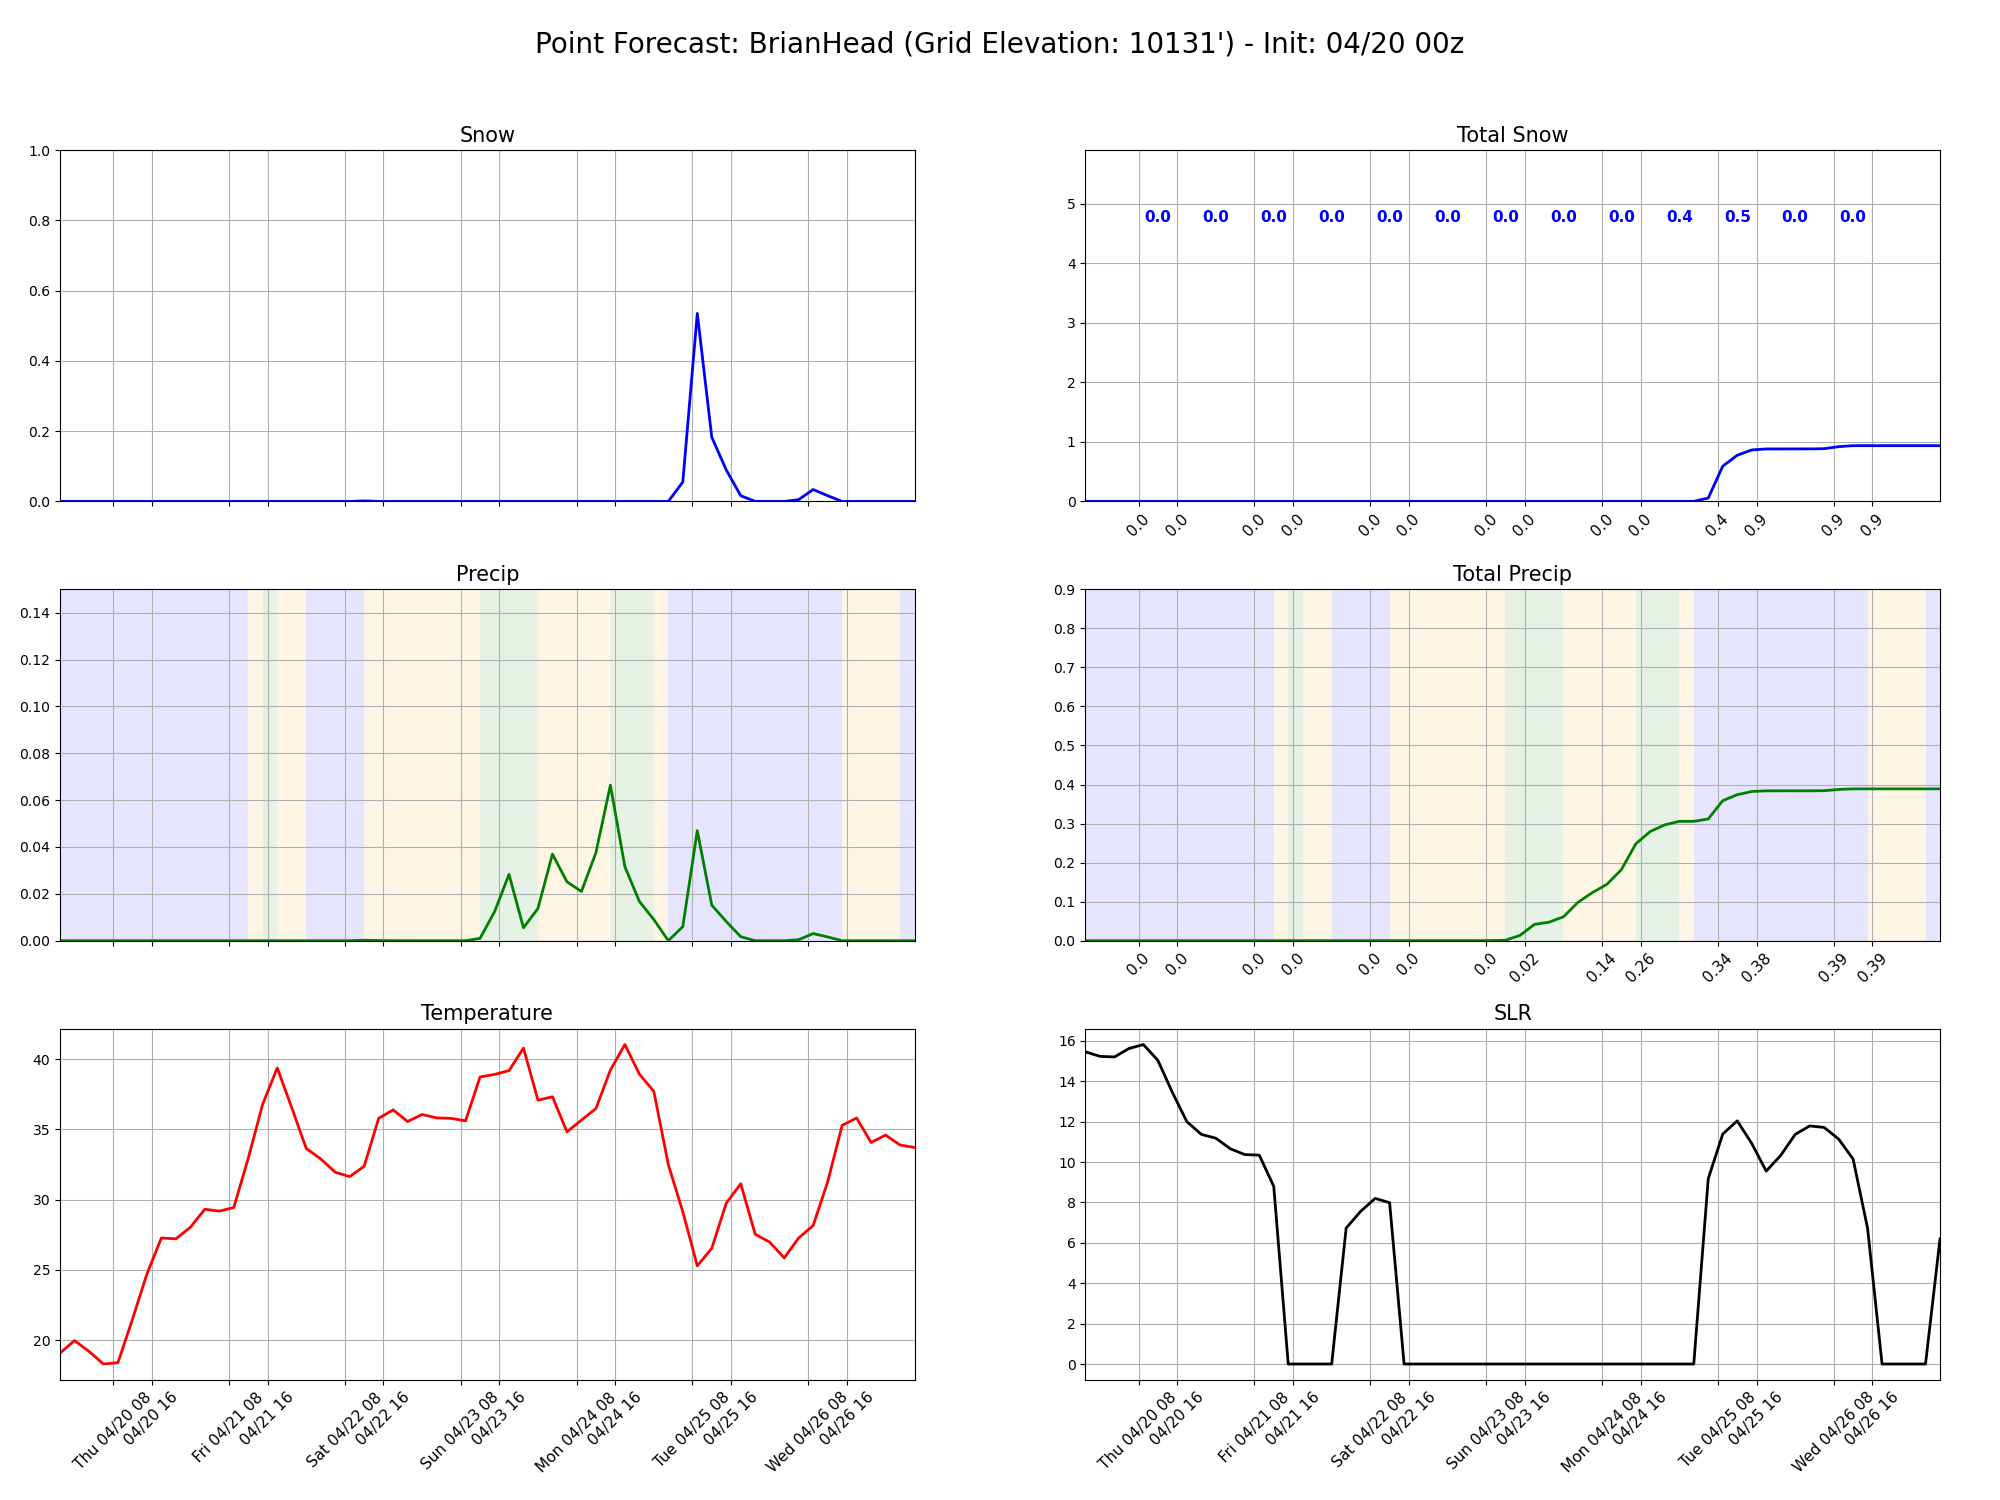 Point Forecast: BrianHead (Grid Elevation: 10131') - Init: 04/20 00z
Snow
1.0
0.8
0.6
0.4
0.2
0.0
Total Snow
5
4
3
2
1
0
0.0 0.0 0.0 0.0 0.0 0.0 0.0 0.0 0.0 0.4 0.5 0.0 0.0
0.0 0.0 0.0 0.0 0.0 0.0 0.0 0.0 0.0 0.0 0.4 0.9 0.9 0.9
Precip
0.14
0.12
0.10
0.08
0.06
0.04
0.02
0.00
Total Precip
0.9
0.8
0.7
0.6
0.5
0.4
0.3
0.2
0.1
0.0
0.0 0.0 0.0 0.0 0.0 0.0 0.0 0.02 0.14 0.26 0.34 0.38 0.39 0.39
Temperature
40
35
30
25
20
Thu 04/20 08
04/20 16
Fri 04/21 08
04/21 16
Sat 04/22 08
04/22 16
Sun 04/23 08
04/23 16
Mon 04/24 08
04/24 16
Tue 04/25 08
04/25 16
Wed 04/26 08
04/26 16
SLR
16
14
12
10
8
6
4
2
0
Thu 04/20 08
04/20 16
Fri 04/21 08
04/21 16
Sat 04/22 08
04/22 16
Sun 04/23 08
04/23 16
Mon 04/24 08
04/24 16
Tue 04/25 08
04/25 16
Wed 04/26 08
04/26 16